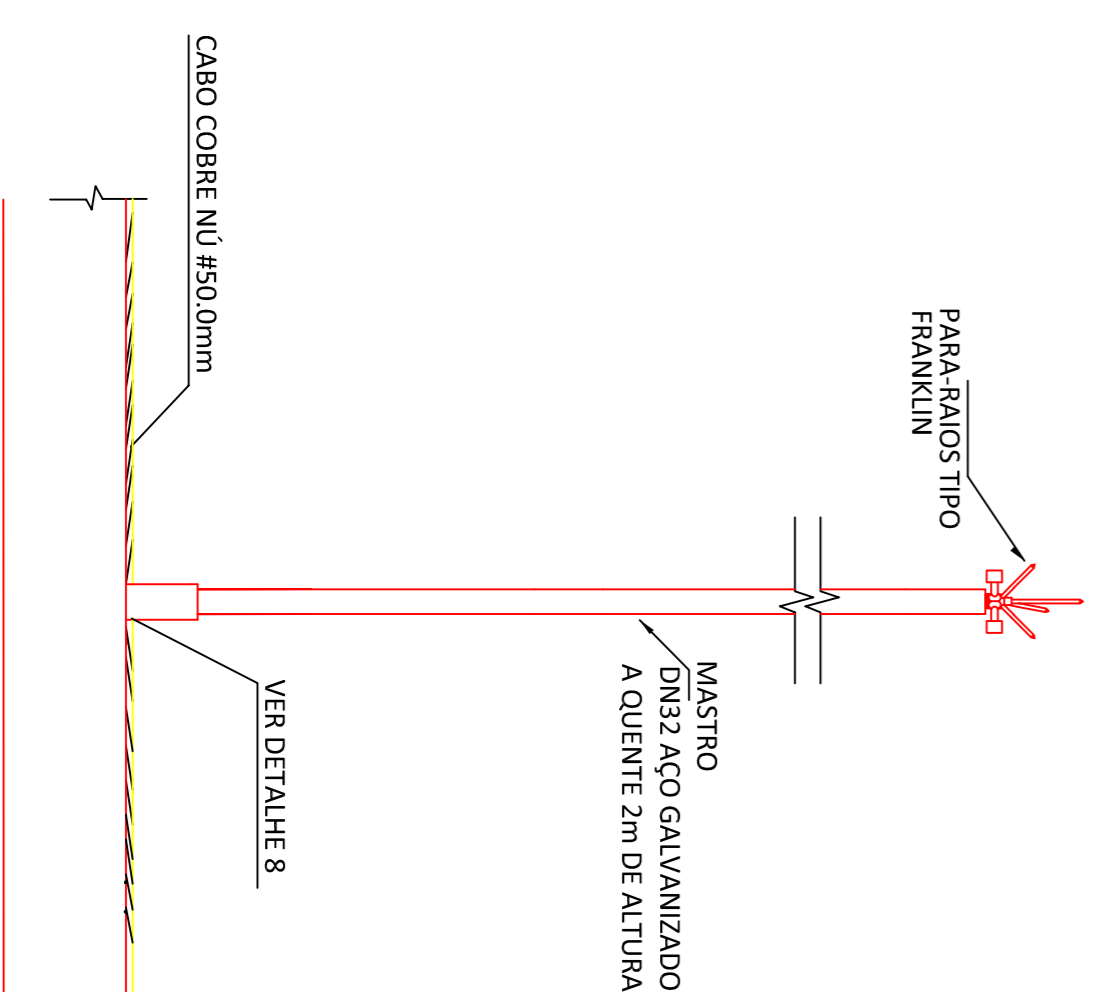 PARA-RAIOS TIPO
FRANKLIN
MASTRO
DN32 AÇO GALVANIZADO
A QUENTE 2m DE ALTURA
VER DETALHE 8
CABO COBRE NÚ #50.0mm